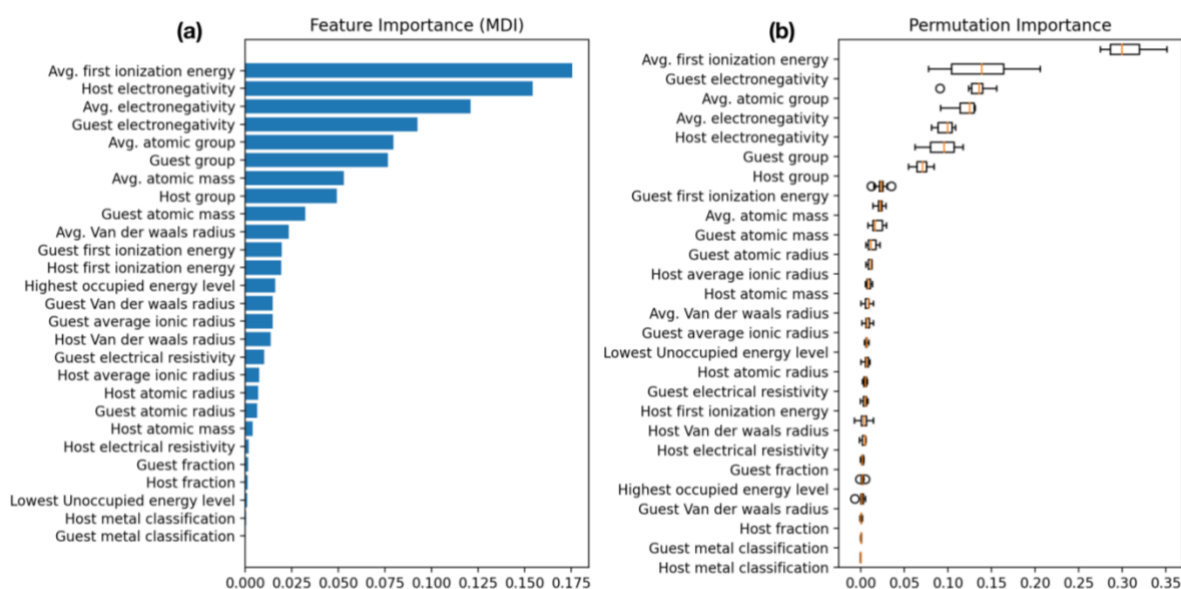 (a)
Feature Importance (MDI)
Avg. first ionization energy
Host electronegativity
Avg. electronegativity
Guest electronegativity
Avg. atomic group
Guest group
Avg. atomic mass
Host group
Guest atomic mass
Avg. Van der waals radius
Guest first ionization energy
Host first ionization energy
Highest occupied energy level
Guest Van der waals radius
Guest average ionic radius
Host Van der waals radius
Guest electrical resistivity
Host average ionic radius
Host atomic radius
Guest atomic radius
Host atomic mass
Host electrical resistivity
Guest fraction
Host fraction
Lowest Unoccupied energy level
Host metal classification
Guest metal classification
0.000 0.025 0.050 0.075 0.100 0.125 0.150 0.175
(b)
Permutation Importance
Avg. first ionization energy
Guest electronegativity
Avg. atomic group
Avg. electronegativity
Host electronegativity
Guest group
Host group
Guest first ionization energy
Avg. atomic mass
Guest atomic mass
Guest atomic radius
Host average ionic radius
Host atomic mass
Avg. Van der waals radius
Guest average ionic radius
Lowest Unoccupied energy level
Host atomic radius
Guest electrical resistivity
Host first ionization energy
Host Van der waals radius
Host electrical resistivity
Guest fraction
Highest occupied energy level
Guest Van der waals radius
Host fraction
Guest metal classification
Host metal classification
0.00 0.05 0.10 0.15 0.20 0.25 0.30 0.35